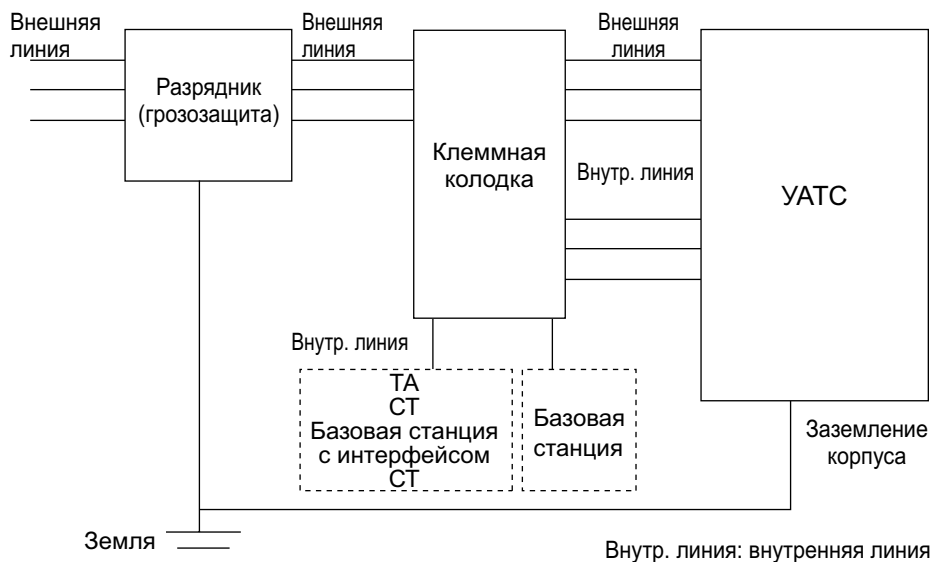 Внешняя
линия
Внешняя
линия
Внешняя
линия
Разрядник
(грозозащита)
Клеммная
колодка
Внутр. линия
УАТС
Внутр. линия
ТА
СТ
Базовая станция
с интерфейсом
СТ
Базовая
станция
Заземление
корпуса
Земля
Внутр. линия: внутренняя линия